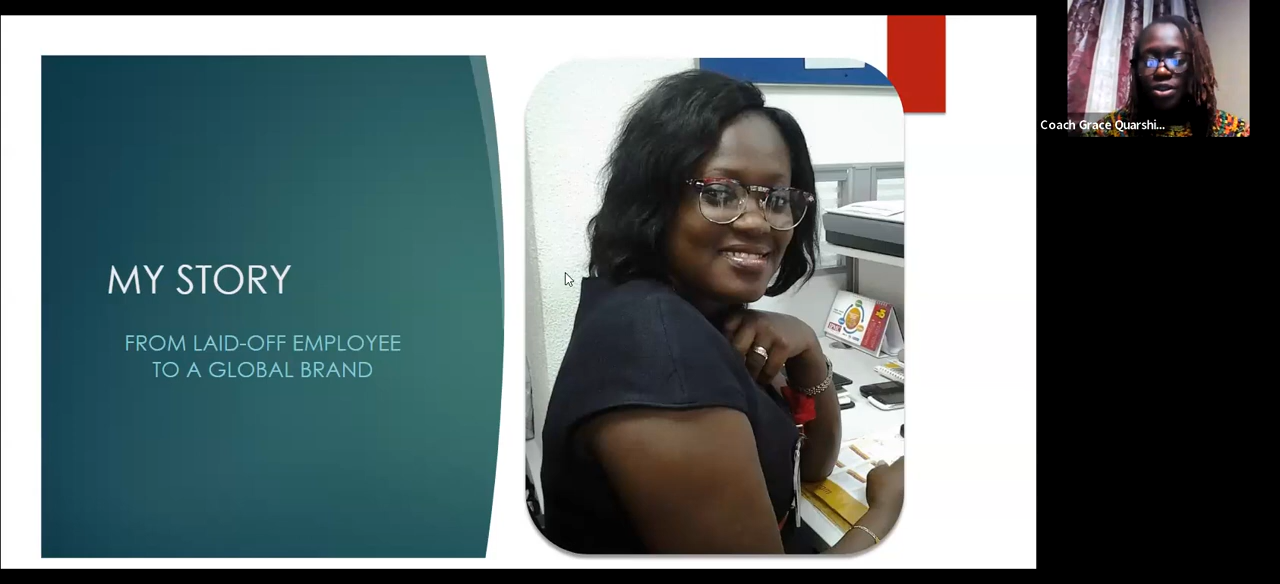 MY STORY
FROM LAID-OFF EMPLOYEE
TO A GLOBAL BRAND
Coach Grace Quarshi...